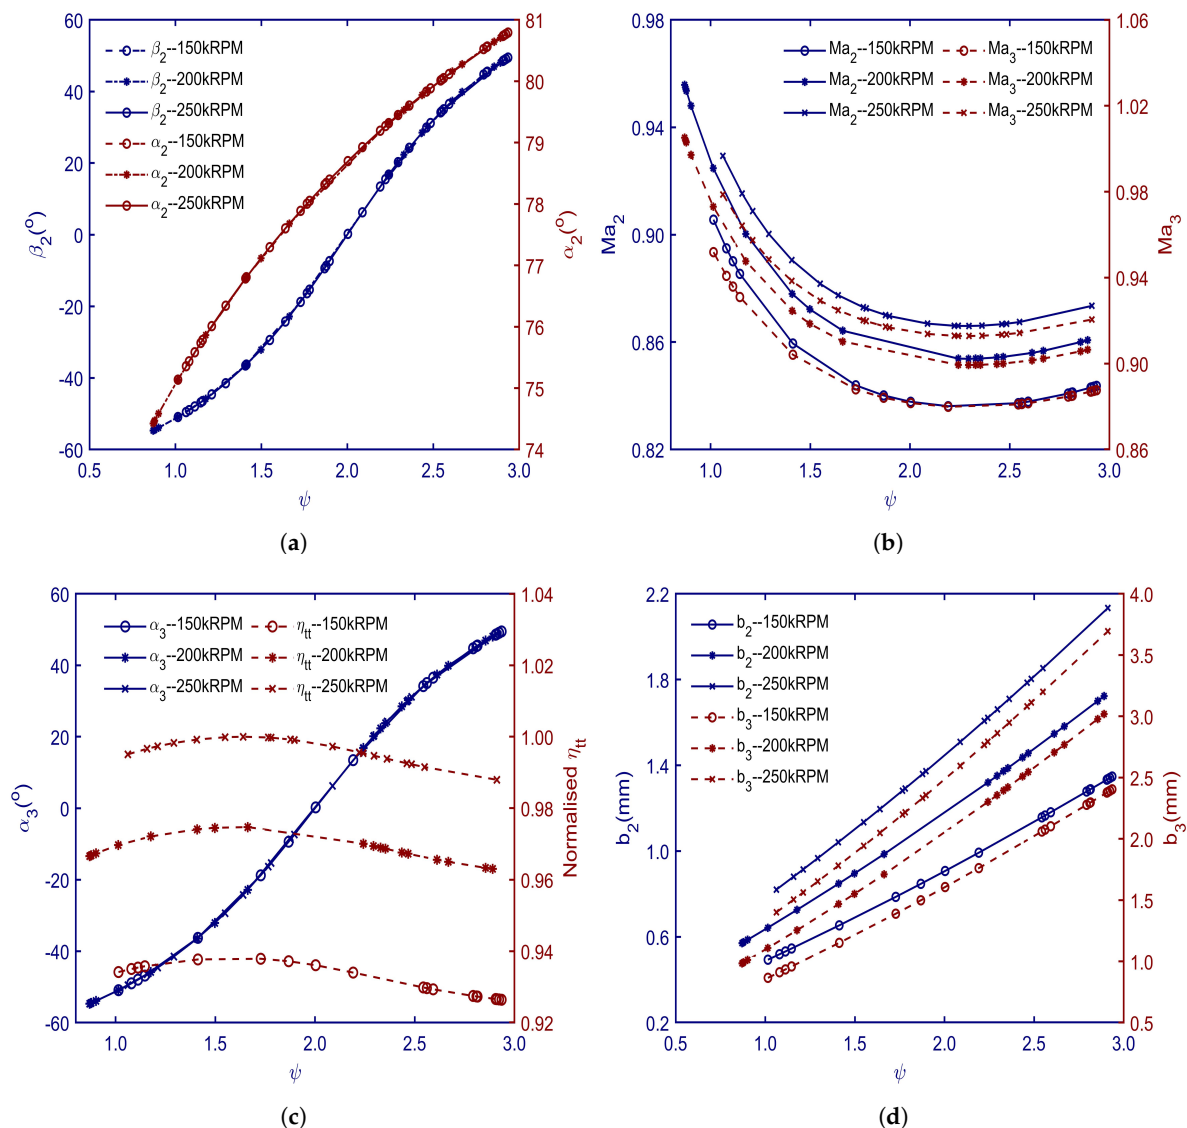 60
40
20
0
-20
-40
-60
β2(o)
81
80
79
78
77
76
75
74
α2(o)
0.5 1.0 1.5 2.0 2.5 3.0
ψ
β2--150kRPM
β2--200kRPM
β2--250kRPM
α2--150kRPM
α2--200kRPM
α2--250kRPM
(a)
0.98
0.94
0.90
0.86
0.82
Ma2
1.06
1.02
0.98
0.94
0.90
0.86
Ma3
1.0 1.5 2.0 2.5 3.0
ψ
Ma2--150kRPM Ma3--150kRPM
Ma2--200kRPM Ma3--200kRPM
Ma2--250kRPM Ma3--250kRPM
(b)
60
40
20
0
-20
-40
-60
α3(o)
1.04
1.02
1.00
0.98
0.96
0.94
0.92
Normalised ηtt
1.0 1.5 2.0 2.5 3.0
ψ
α3--150kRPM ηtt--150kRPM
α3--200kRPM ηtt--200kRPM
α3--250kRPM ηtt--250kRPM
(c)
2.2
1.8
1.4
1.0
0.6
0.2
b2(mm)
4.0
3.5
3.0
2.5
2.0
1.5
1.0
0.5
b3(mm)
0.5 1.0 1.5 2.0 2.5 3.0
ψ
b2--150kRPM
b2--200kRPM
b2--250kRPM
b3--150kRPM
b3--200kRPM
b3--250kRPM
(d)